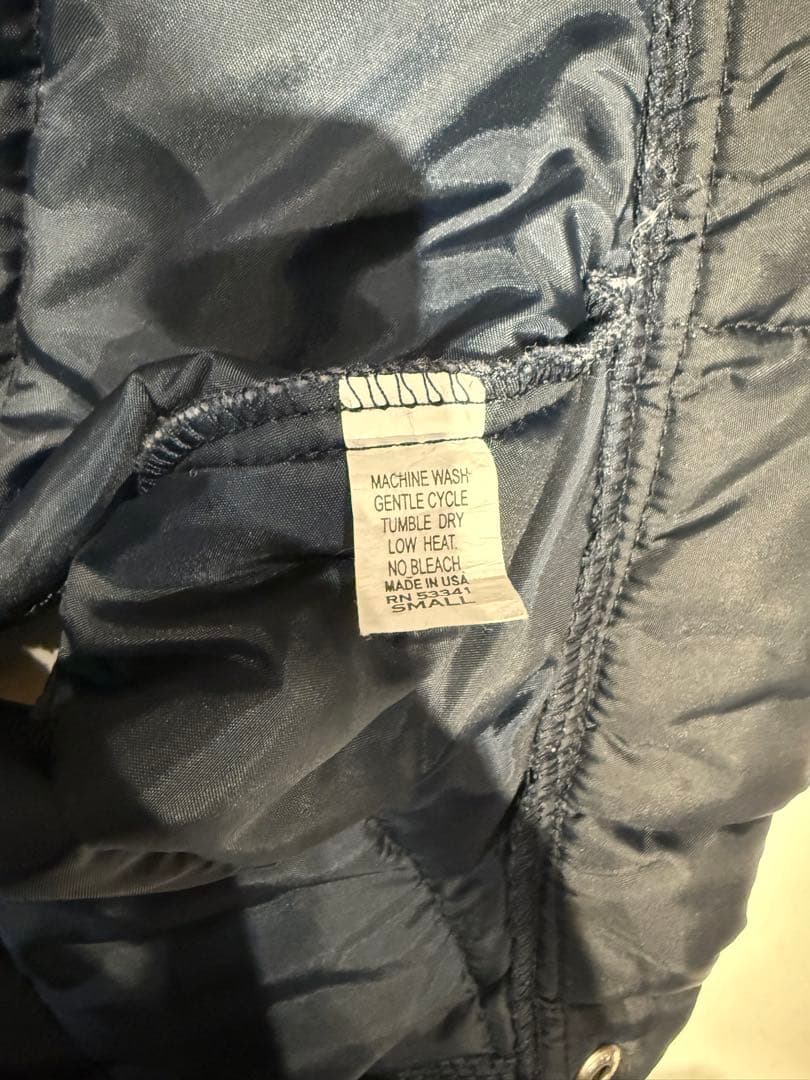 MACHINE WASH
GENTLE CYCLE
TUMBLE DRY
LOW HEAT.
NO BLEACH
MADE IN USA
RN 53341
SMALL